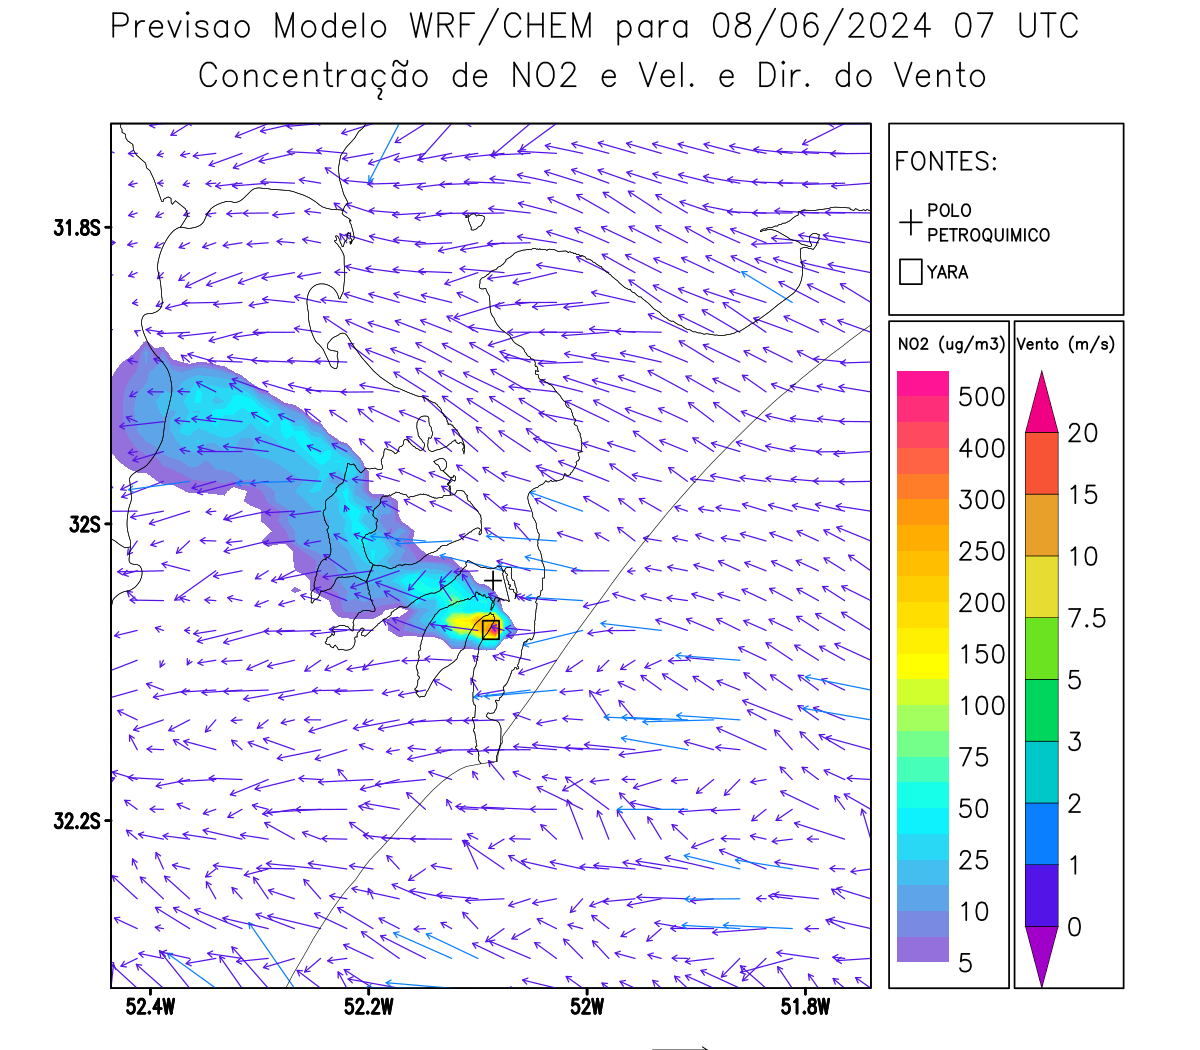 Previsao Modelo WRF/CHEM para 08/06/2024 07 UTC
Concentração de NO2 e Vel. e Dir. do Vento
FONTES:
POLO
PETROQUIMICO
YARA
NO2 (ug/m3)
500
400
300
250
200
150
100
75
50
25
10
5
Vento (m/s)
20
15
10
7.5
5
3
2
1
0
31.8S
32S
32.2S
52.4W
52.2W
52W
51.8W